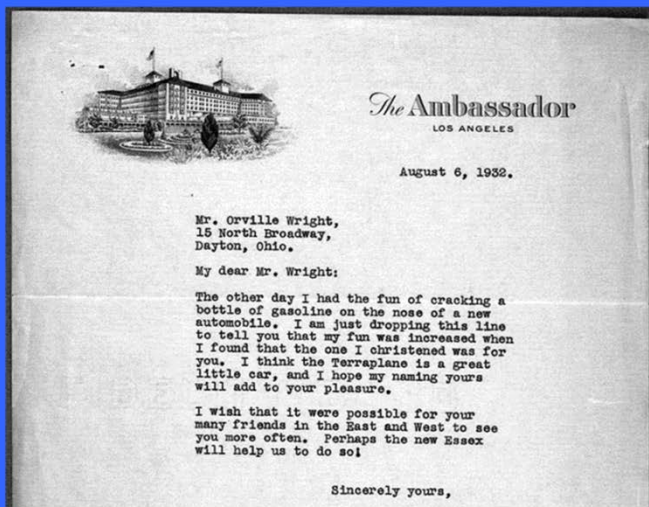 The Ambassador
LOS ANGELES
August 6, 1932.
Mr. Orville Wright,
15 North Broadway,
Dayton, Ohio.
My dear Mr. Wright:
The other day I had the fun of cracking a
bottle of gasoline on the nose of a new
automobile. I am just dropping this line
to tell you that my fun was increased when
I found that the one I christened was for
you. I think the Terraplane is a great
little car, and I hope my naming yours
will add to your pleasure.
I wish that it were possible for your
many friends in the East and West to see
you more often. Perhaps the new Essex
will help us to do so!
Sincerely yours,